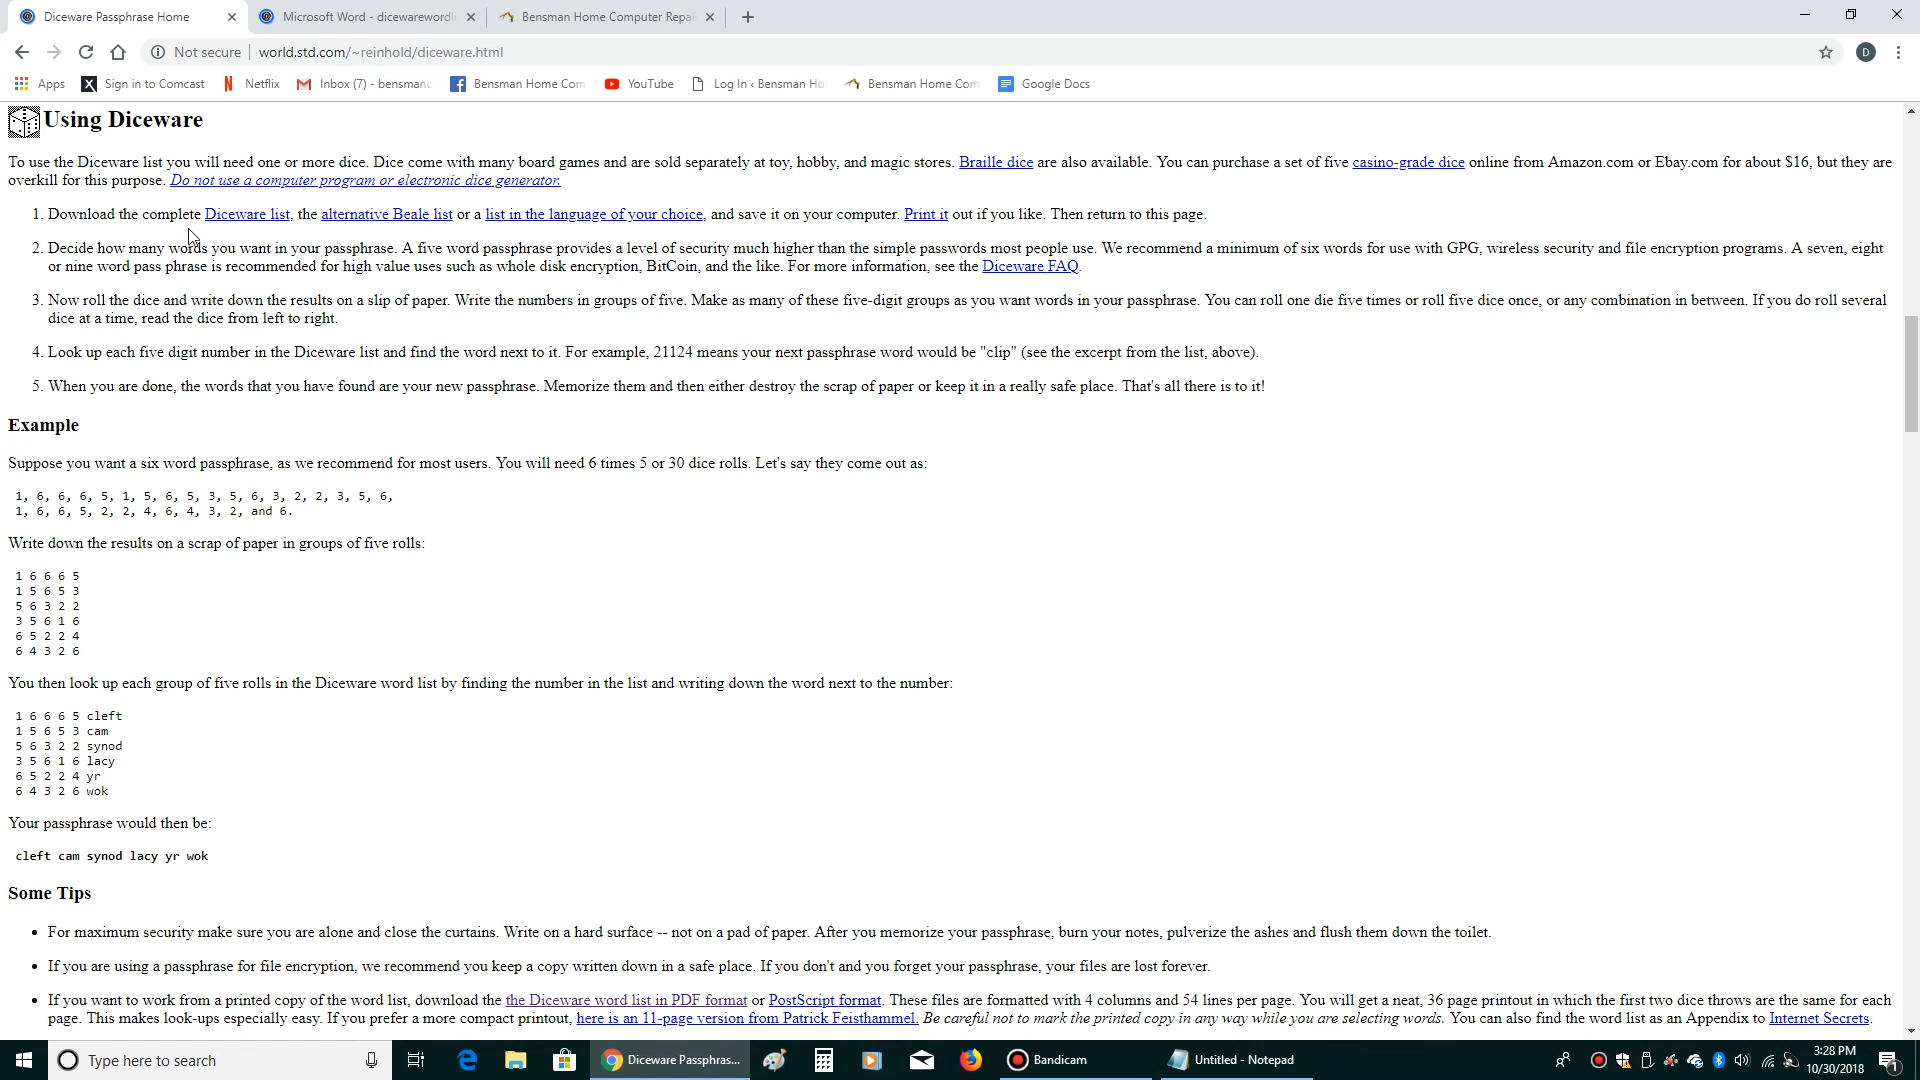 Diceware Passphrase Home
Microsoft Word - dicewarewordli
Bensman Home Computer Repai
Not secure
world.std.com/~reinhold/diceware.html
D
Apps
Sign in to Comcast
Netflix
Inbox (7) - bensmanc
Bensman Home Com
YouTube
Log In ‹ Bensman Ho
Bensman Home Com
Google Docs
Using Diceware
To use the Diceware list you will need one or more dice. Dice come with many board games and are sold separately at toy, hobby, and magic stores. Braille dice are also available. You can purchase a set of five casino-grade dice online from Amazon.com or Ebay.com for about $16, but they are
overkill for this purpose. Do not use a computer program or electronic dice generator.
1. Download the complete Diceware list, the alternative Beale list or a list in the language of your choice, and save it on your computer. Print it out if you like. Then return to this page.
2. Decide how many words you want in your passphrase. A five word passphrase provides a level of security much higher than the simple passwords most people use. We recommend a minimum of six words for use with GPG, wireless security and file encryption programs. A seven, eight
or nine word pass phrase is recommended for high value uses such as whole disk encryption, BitCoin, and the like. For more information, see the Diceware FAQ.
3. Now roll the dice and write down the results on a slip of paper. Write the numbers in groups of five. Make as many of these five-digit groups as you want words in your passphrase. You can roll one die five times or roll five dice once, or any combination in between. If you do roll several
dice at a time, read the dice from left to right.
4. Look up each five digit number in the Diceware list and find the word next to it. For example, 21124 means your next passphrase word would be "clip" (see the excerpt from the list, above).
5. When you are done, the words that you have found are your new passphrase. Memorize them and then either destroy the scrap of paper or keep it in a really safe place. That's all there is to it!
Example
Suppose you want a six word passphrase, as we recommend for most users. You will need 6 times 5 or 30 dice rolls. Let's say they come out as:
1, 6, 6, 6, 5, 1, 5, 6, 5, 3, 5, 6, 3, 2, 2, 3, 5, 6,
1, 6, 6, 5, 2, 2, 4, 6, 4, 3, 2, and 6.
Write down the results on a scrap of paper in groups of five rolls:
1 6 6 6 5
1 5 6 5 3
5 6 3 2 2
3 5 6 1 6
6 5 2 2 4
6 4 3 2 6
You then look up each group of five rolls in the Diceware word list by finding the number in the list and writing down the word next to the number:
1 6 6 6 5 cleft
1 5 6 5 3 cam
5 6 3 2 2 synod
3 5 6 1 6 lacy
6 5 2 2 4 yr
6 4 3 2 6 wok
Your passphrase would then be:
cleft cam synod lacy yr wok
Some Tips
• For maximum security make sure you are alone and close the curtains. Write on a hard surface -- not on a pad of paper. After you memorize your passphrase, burn your notes, pulverize the ashes and flush them down the toilet.
• If you are using a passphrase for file encryption, we recommend you keep a copy written down in a safe place. If you don't and you forget your passphrase, your files are lost forever.
• If you want to work from a printed copy of the word list, download the the Diceware word list in PDF format or PostScript format. These files are formatted with 4 columns and 54 lines per page. You will get a neat, 36 page printout in which the first two dice throws are the same for each
page. This makes look-ups especially easy. If you prefer a more compact printout, here is an 11-page version from Patrick Feisthammel. Be careful not to mark the printed copy in any way while you are selecting words. You can also find the word list as an Appendix to Internet Secrets.
Type here to search
Diceware Passphras...
Bandicam
Untitled - Notepad
3:28 PM
10/30/2018
1